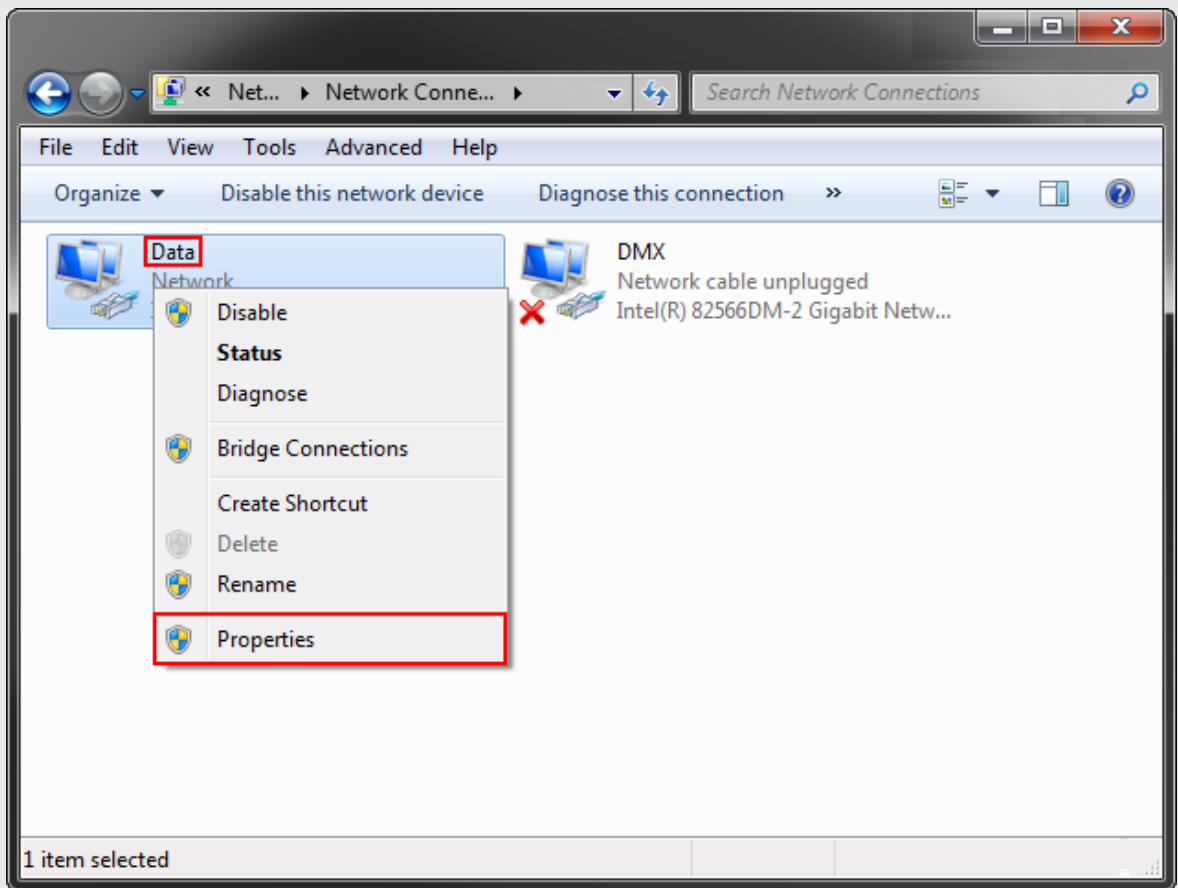 « Net... Network Conne... Search Network Connections
File Edit View Tools Advanced Help
Organize Disable this network device Diagnose this connection »
Data
Network
DMX
Network cable unplugged
Intel(R) 82566DM-2 Gigabit Netw...
Disable
Status
Diagnose
Bridge Connections
Create Shortcut
Delete
Rename
Properties
1 item selected